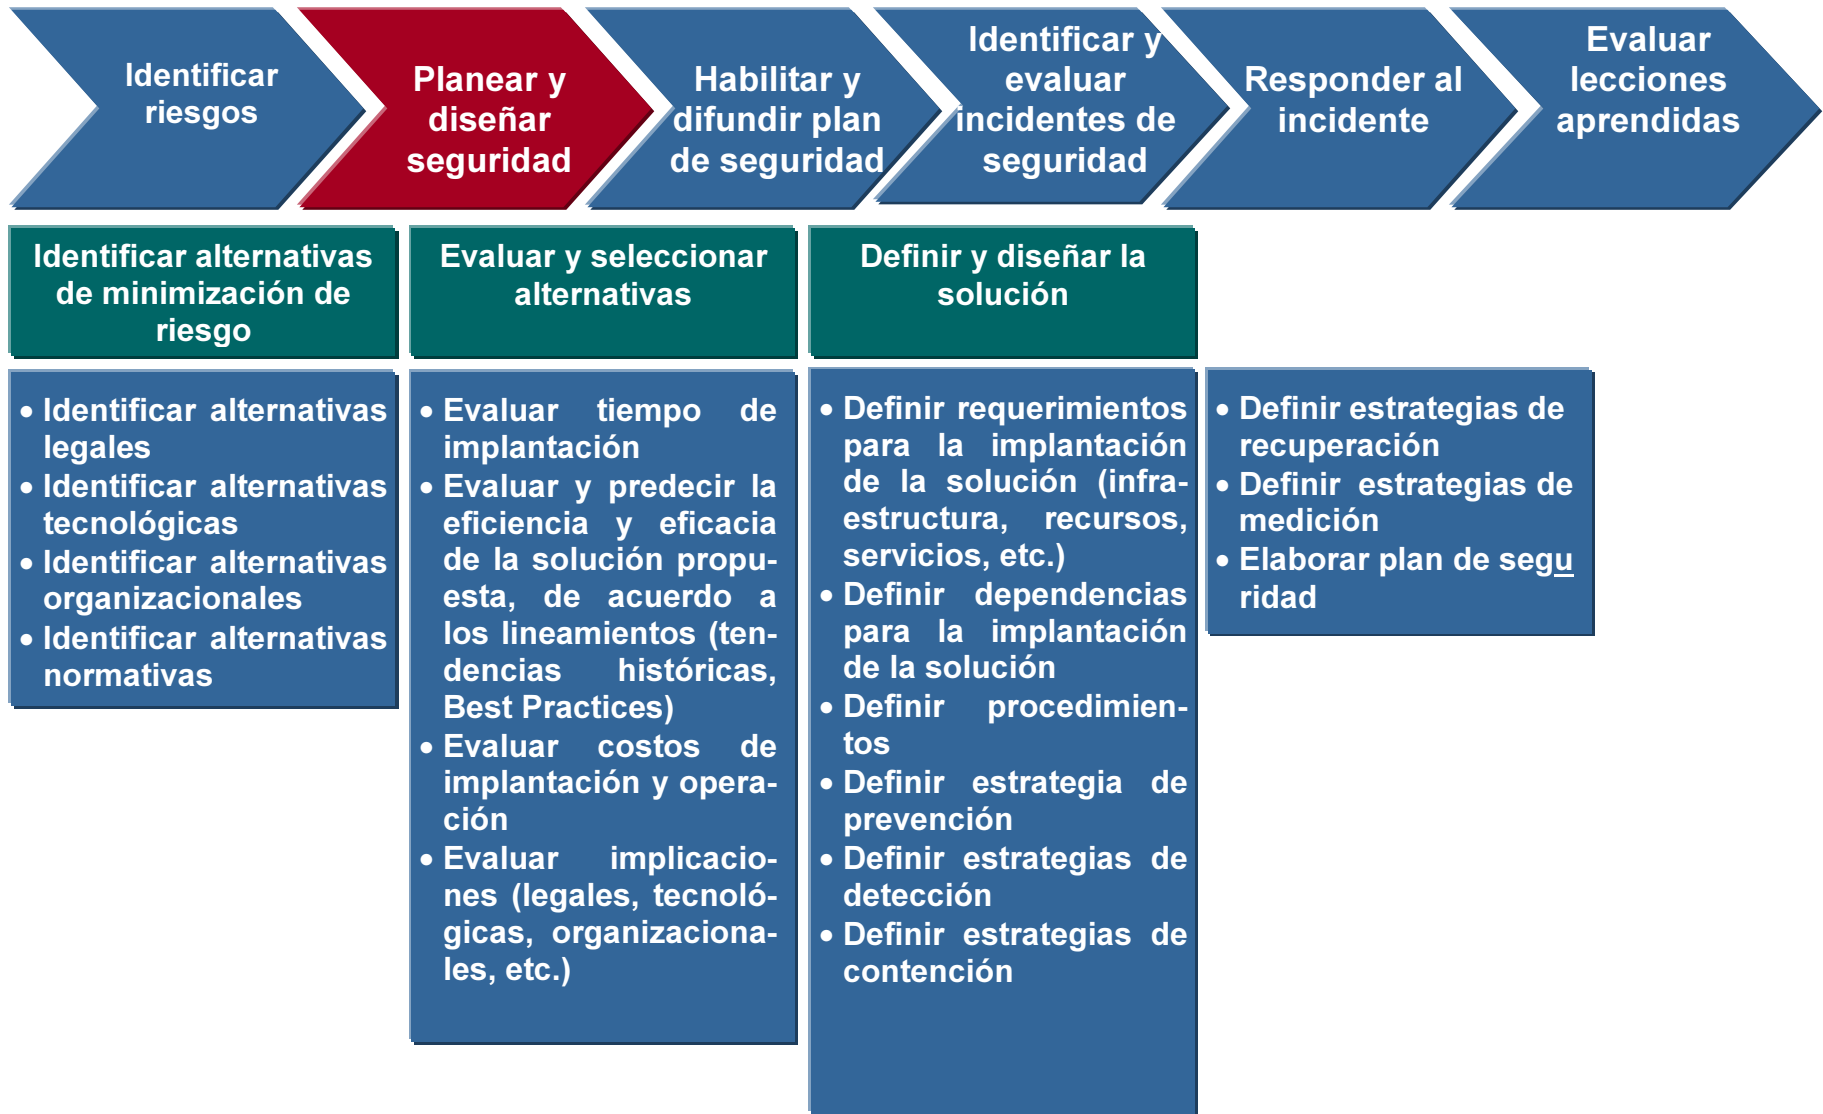 Identificar
riesgos
Planear y
diseñar
seguridad
Habilitar y
difundir plan
de seguridad
Identificar y
evaluar
incidentes de
seguridad
Responder al
incidente
Evaluar
lecciones
aprendidas
Identificar alternativas
de minimización de
riesgo
• Identificar alternativas
legales
• Identificar alternativas
tecnológicas
• Identificar alternativas
organizacionales
• Identificar alternativas
normativas
Evaluar y seleccionar
alternativas
• Evaluar tiempo de
implantación
• Evaluar y predecir la
eficiencia y eficacia
de la solución propu-
esta, de acuerdo a
los lineamientos (ten-
dencias históricas,
Best Practices)
• Evaluar costos de
implantación y opera-
ción
• Evaluar implicacio-
nes (legales, tecnoló-
gicas, organizaciona-
les, etc.)
Definir y diseñar la
solución
• Definir requerimientos
para la implantación
de la solución (infra-
estructura, recursos,
servicios, etc.)
• Definir dependencias
para la implantación
de la solución
• Definir procedimien-
tos
• Definir estrategia de
prevención
• Definir estrategias de
detección
• Definir estrategias de
contención
• Definir estrategias de
recuperación
• Definir estrategias de
medición
• Elaborar plan de segu
ridad